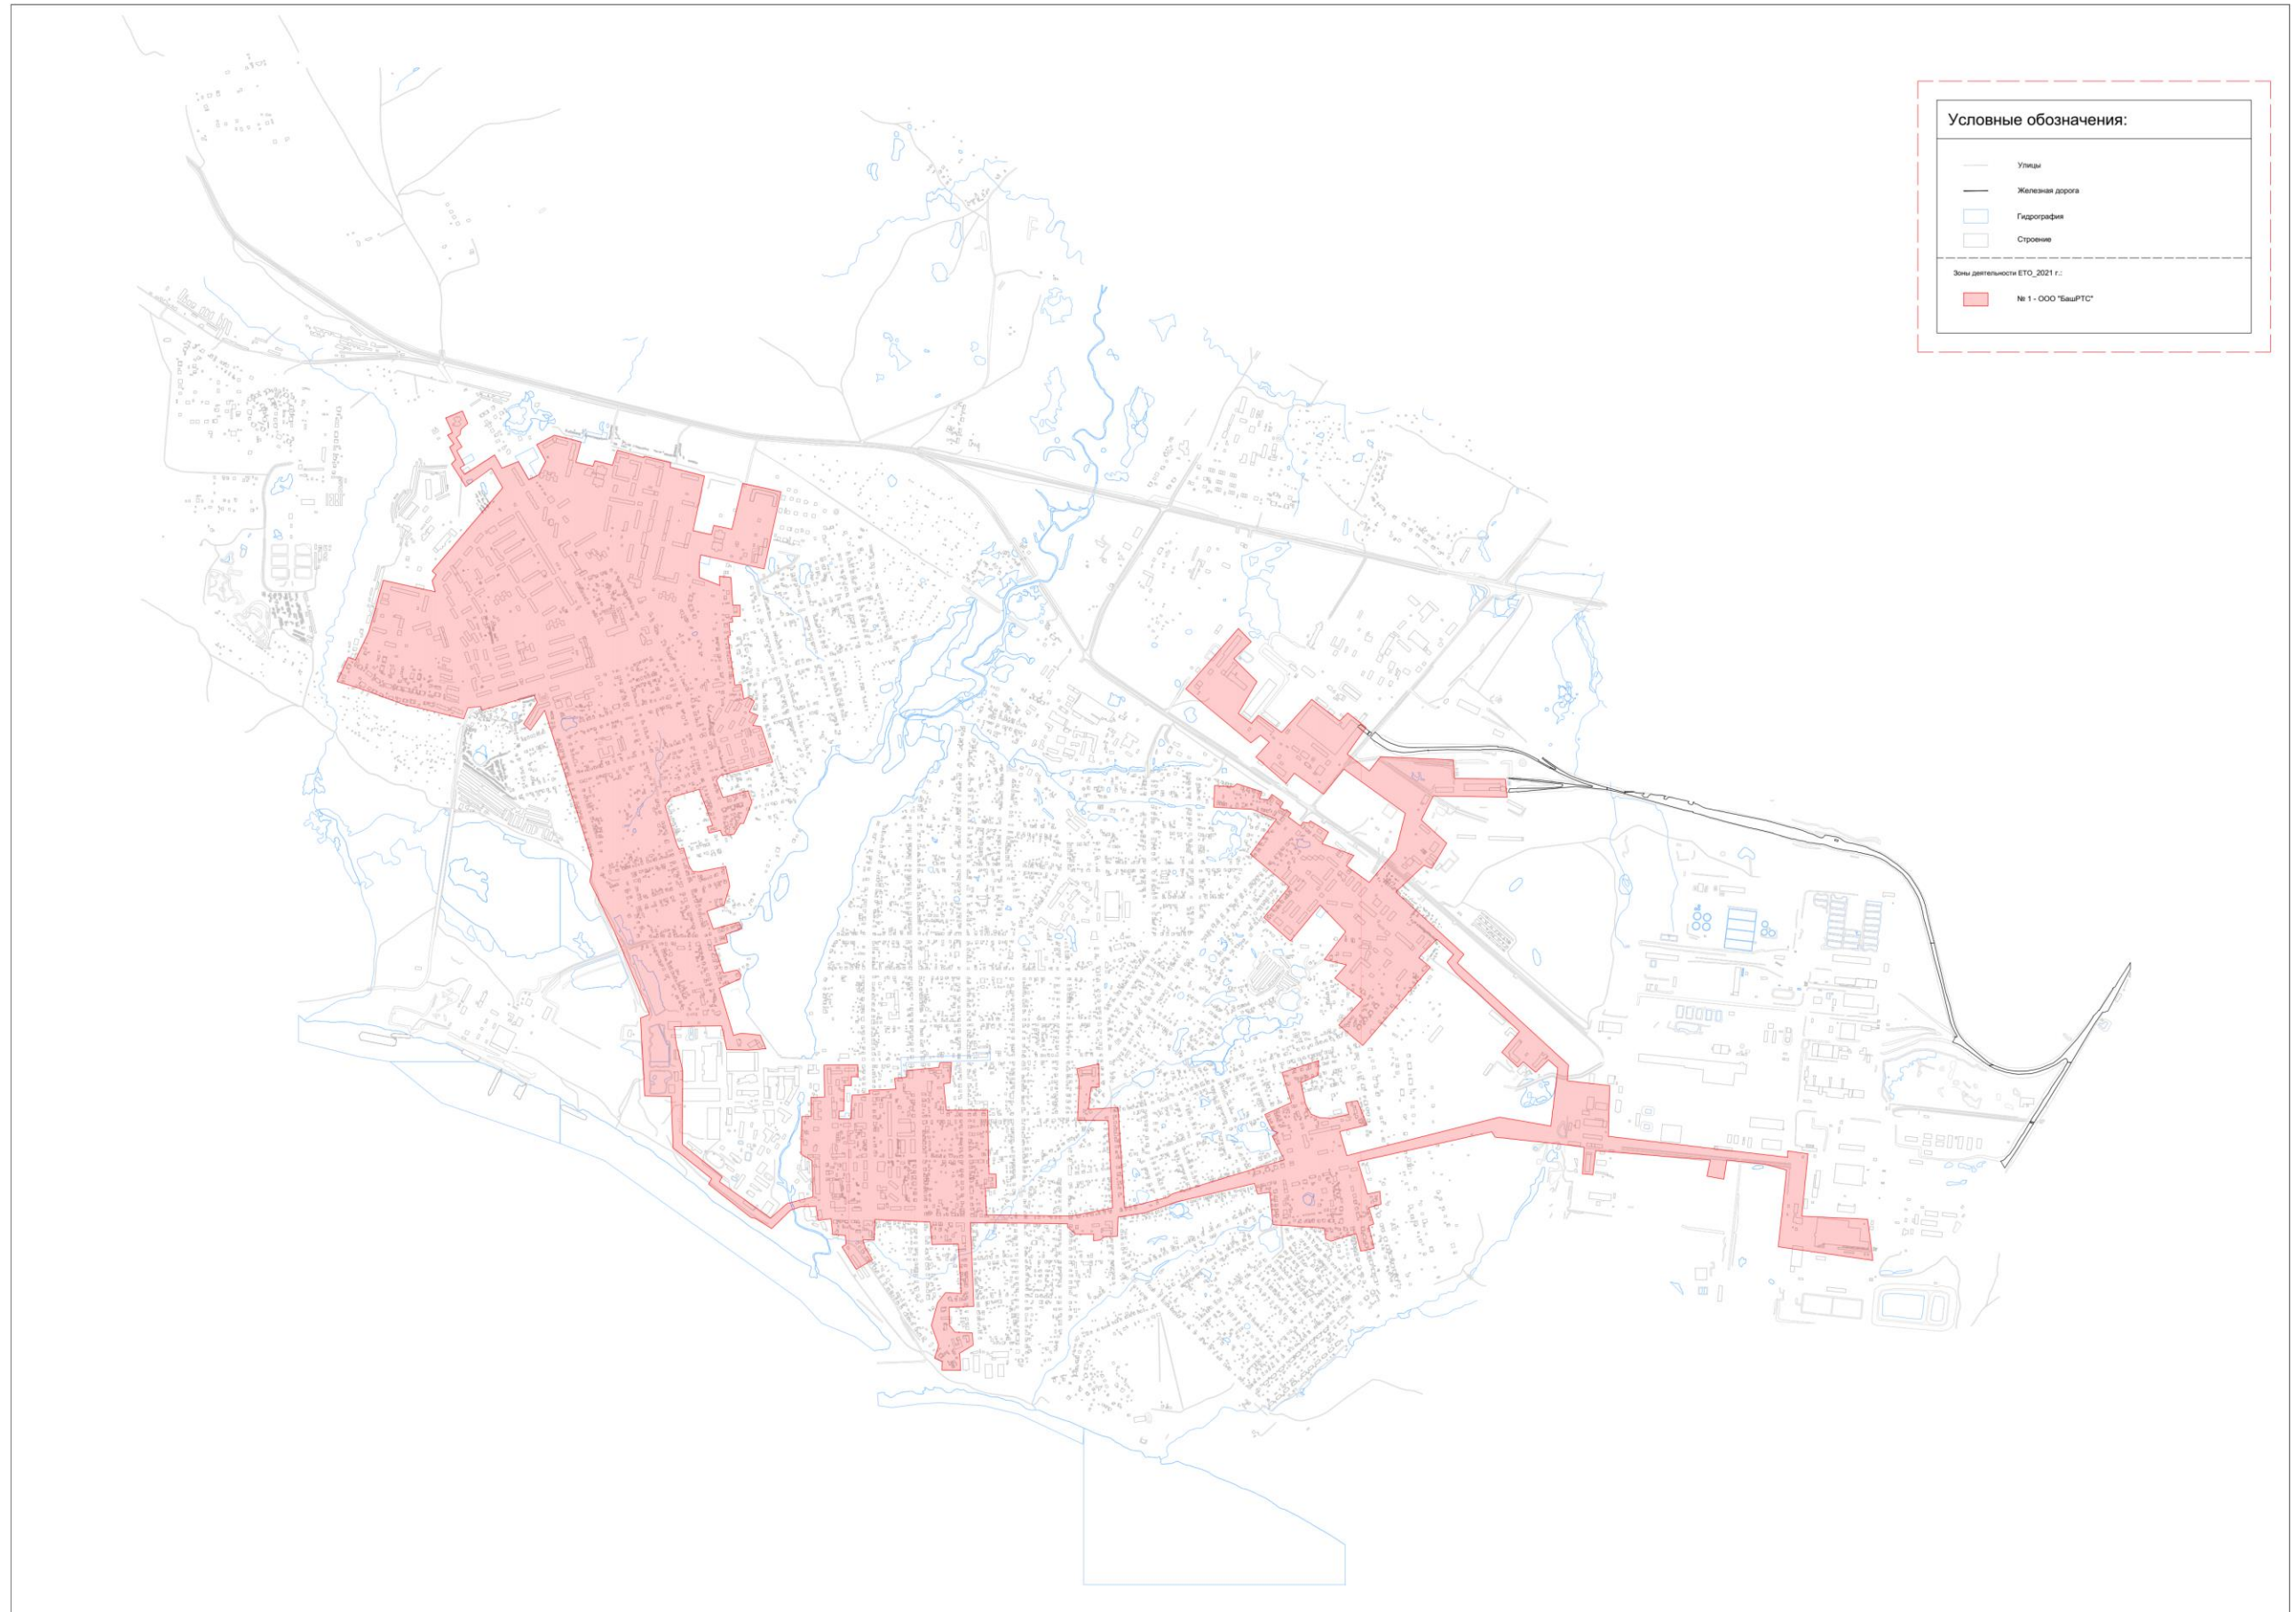 Условные обозначения:
Улицы
Железная дорога
Гидрография
Строение
Зоны деятельности ЕТО_2021 г.:
№ 1 - ООО "БашРТС"